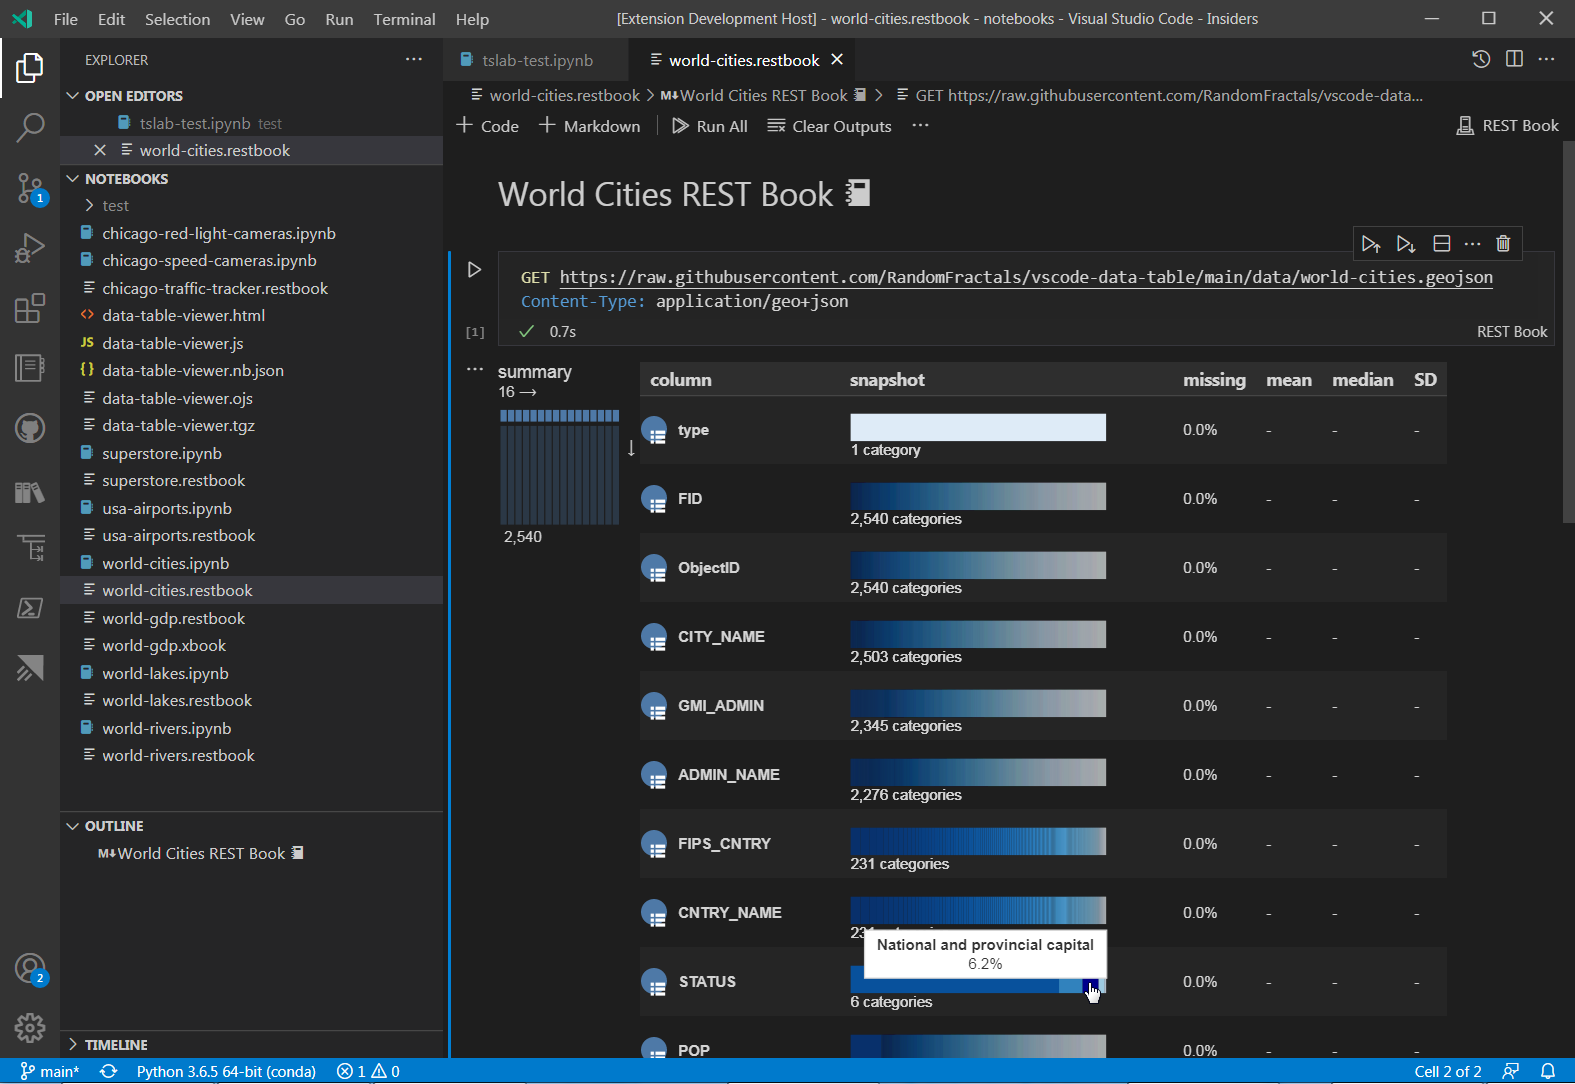 File Edit Selection View Go Run Terminal Help [Extension Development Host] - world-cities.restbook - notebooks - Visual Studio Code - Insiders
EXPLORER
OPEN EDITORS
tslab-test.ipynb test
world-cities.restbook
NOTEBOOKS
test
chicago-red-light-cameras.ipynb
chicago-speed-cameras.ipynb
chicago-traffic-tracker.restbook
data-table-viewer.html
JS data-table-viewer.js
{} data-table-viewer.nb.json
data-table-viewer.ojs
data-table-viewer.tgz
superstore.ipynb
superstore.restbook
usa-airports.ipynb
usa-airports.restbook
world-cities.ipynb
world-cities.restbook
world-gdp.restbook
world-gdp.xbook
world-lakes.ipynb
world-lakes.restbook
world-rivers.ipynb
world-rivers.restbook
OUTLINE
M↓World Cities REST Book
TIMELINE
1
2
tslab-test.ipynb world-cities.restbook
world-cities.restbook > M↓World Cities REST Book > GET https://raw.githubusercontent.com/RandomFractals/vscode-data...
+ Code + Markdown Run All Clear Outputs ... REST Book
World Cities REST Book
GET https://raw.githubusercontent.com/RandomFractals/vscode-data-table/main/data/world-cities.geojson
Content-Type: application/geo+json
[1] ✓ 0.7s REST Book
summary
16 →
↓
2,540
column snapshot missing mean median SD
type 0.0% - - -
1 category
FID 0.0% - - -
2,540 categories
ObjectID 0.0% - - -
2,540 categories
CITY_NAME 0.0% - - -
2,503 categories
GMI_ADMIN 0.0% - - -
2,345 categories
ADMIN_NAME 0.0% - - -
2,276 categories
FIPS_CNTRY 0.0% - - -
231 categories
CNTRY_NAME 0.0% - - -
National and provincial capital
6.2%
STATUS 0.0% - - -
6 categories
POP 0.0% - - -
main* Python 3.6.5 64-bit (conda) 1 0 Cell 2 of 2